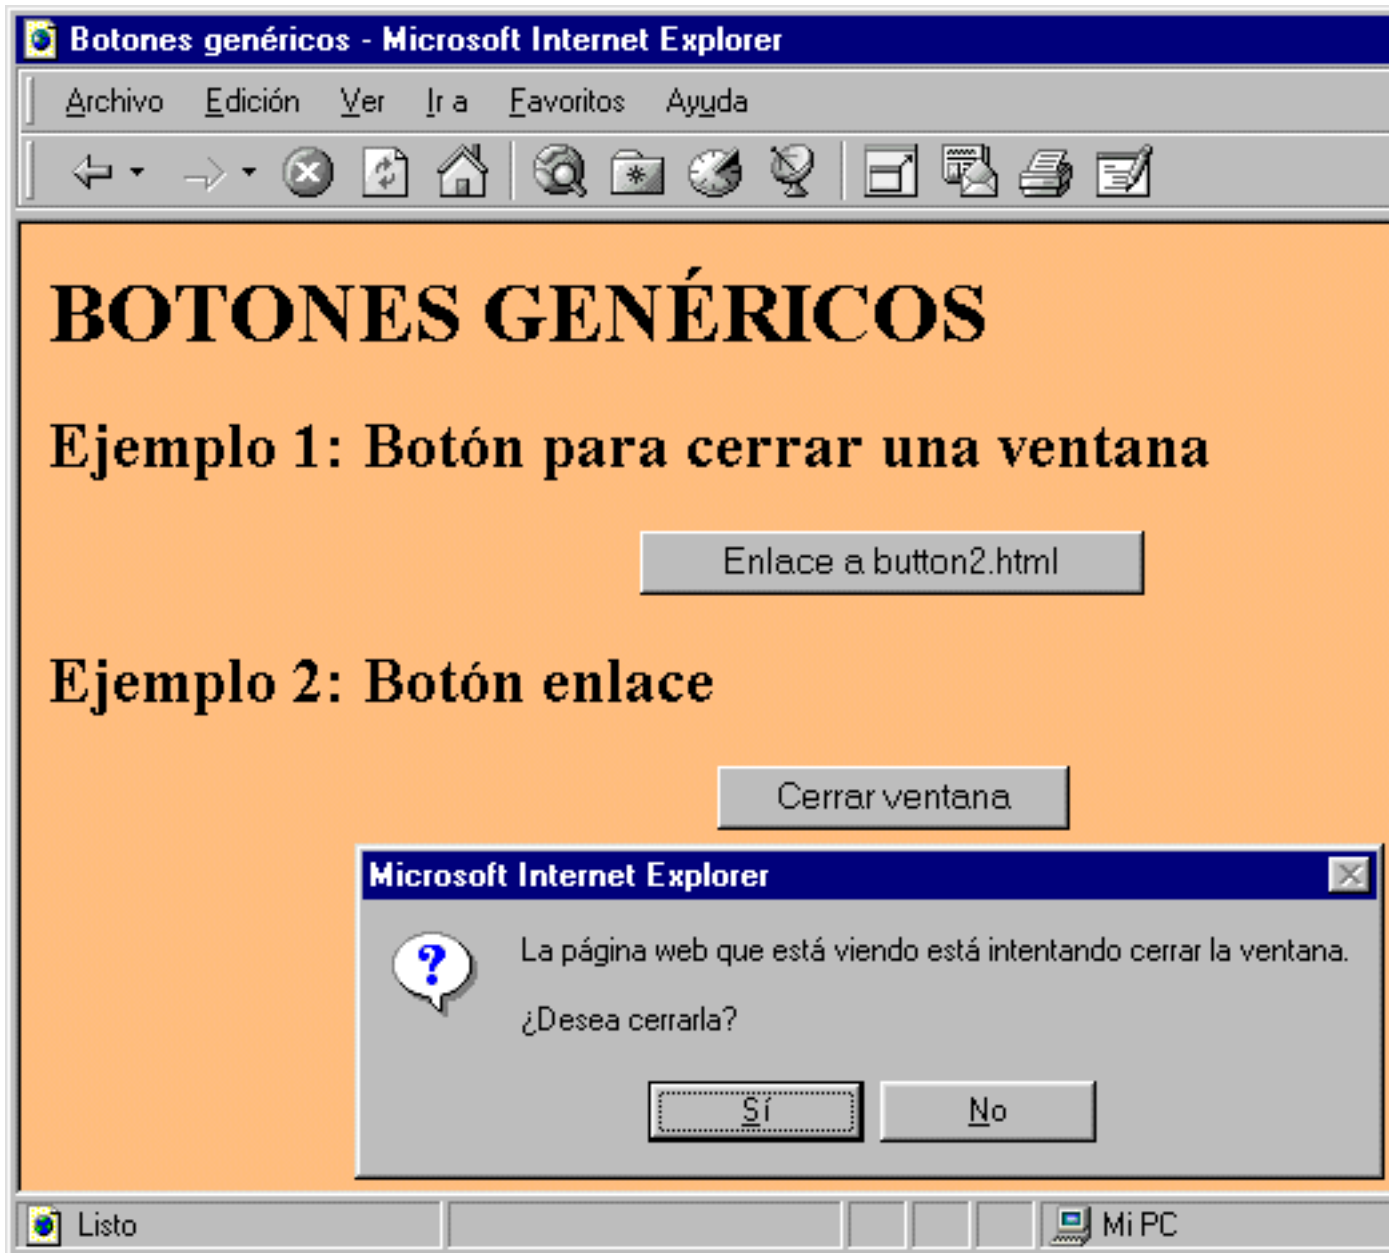 Botones genéricos - Microsoft Internet Explorer
Archivo Edición Ver Ir a Favoritos Ayuda
BOTONES GENÉRICOS
Ejemplo 1: Botón para cerrar una ventana
Enlace a button2.html
Ejemplo 2: Botón enlace
Cerrar ventana
Microsoft Internet Explorer
La página web que está viendo está intentando cerrar la ventana.
¿Desea cerrarla?
Sí No
Listo Mi PC